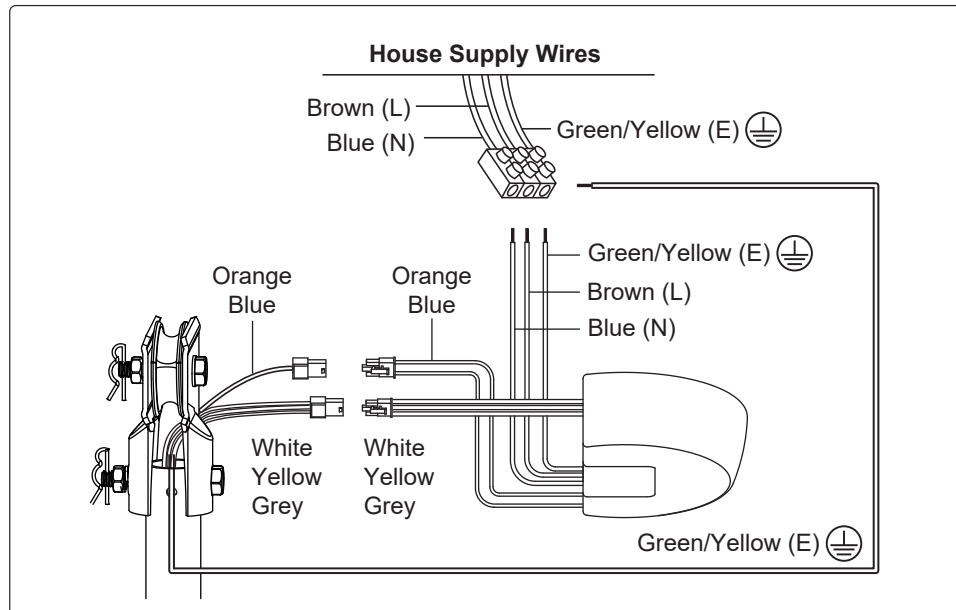 House Supply Wires
Brown (L)
Blue (N)
Green/Yellow (E)
Green/Yellow (E)
Brown (L)
Blue (N)
Orange
Blue
Orange
Blue
White
Yellow
Grey
White
Yellow
Grey
Green/Yellow (E)